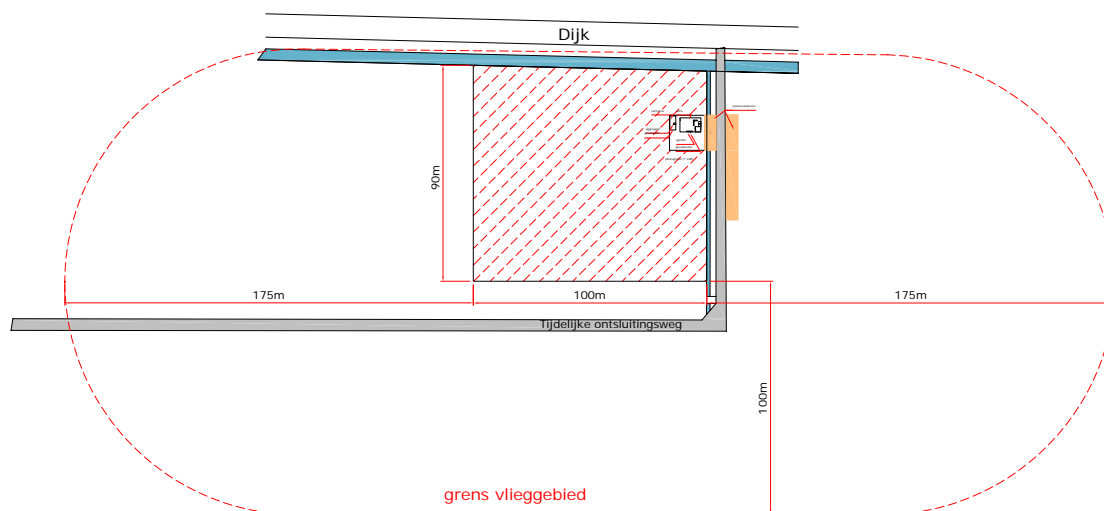 Dijk
90m
175m
100m
175m
Tijdelijke ontsluitingsweg
100m
grens vlieggebied